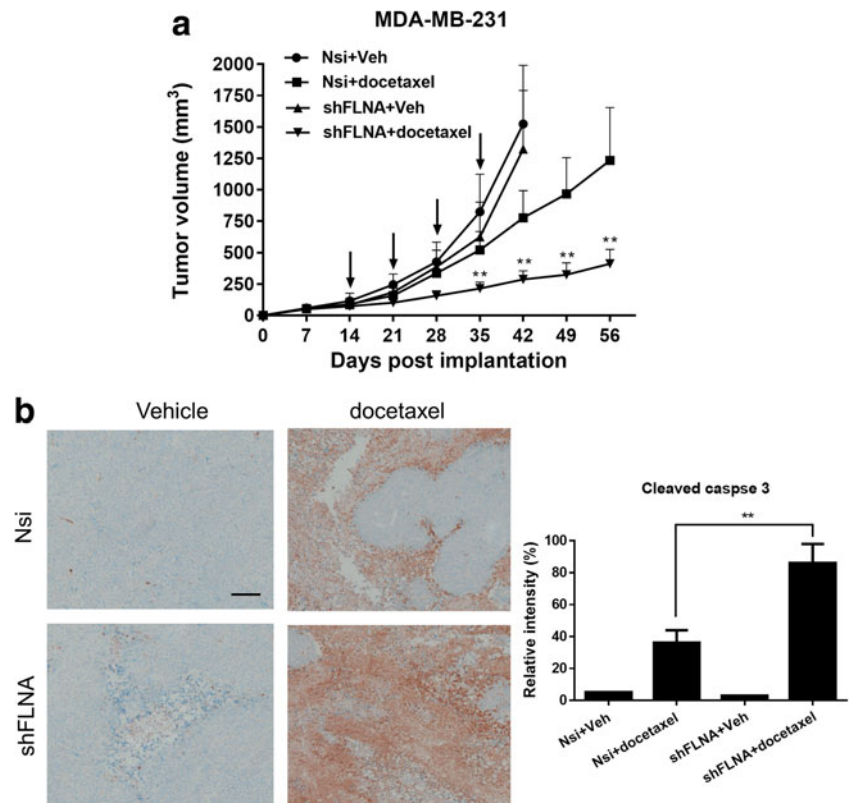 a
MDA-MB-231
Nsi+Veh
Nsi+docetaxel
shFLNA+Veh
shFLNA+docetaxel
Tumor volume (mm³)
2000
1750
1500
1250
1000
750
500
250
0
** ** ** **
0 7 14 21 28 35 42 49 56
Days post implantation
b
Vehicle
docetaxel
Nsi
shFLNA
Cleaved caspse 3
**
Relative intensity (%)
100
80
60
40
20
0
Nsi+Veh
Nsi+docetaxel
shFLNA+Veh
shFLNA+docetaxel